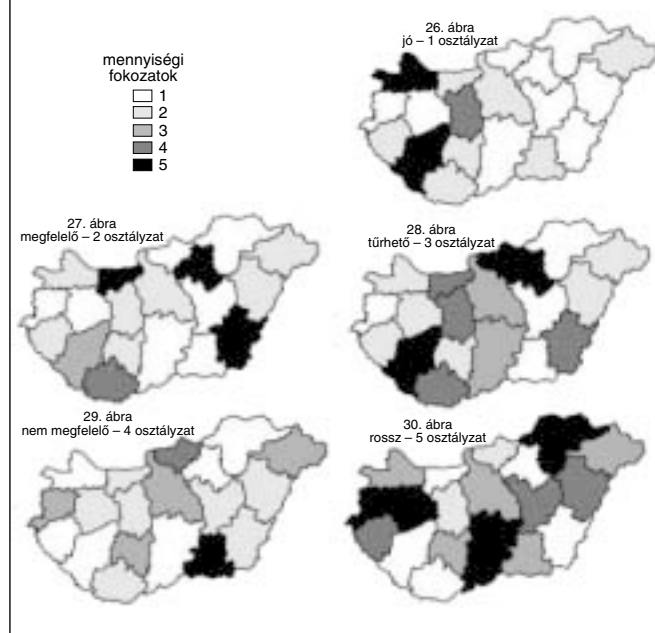 26. ábra
jó – 1 osztályzat
mennyiségi
fokozatok
1
2
3
4
5
27. ábra
megfelelő – 2 osztályzat
28. ábra
tűrhető – 3 osztályzat
29. ábra
nem megfelelő – 4 osztályzat
30. ábra
rossz – 5 osztályzat